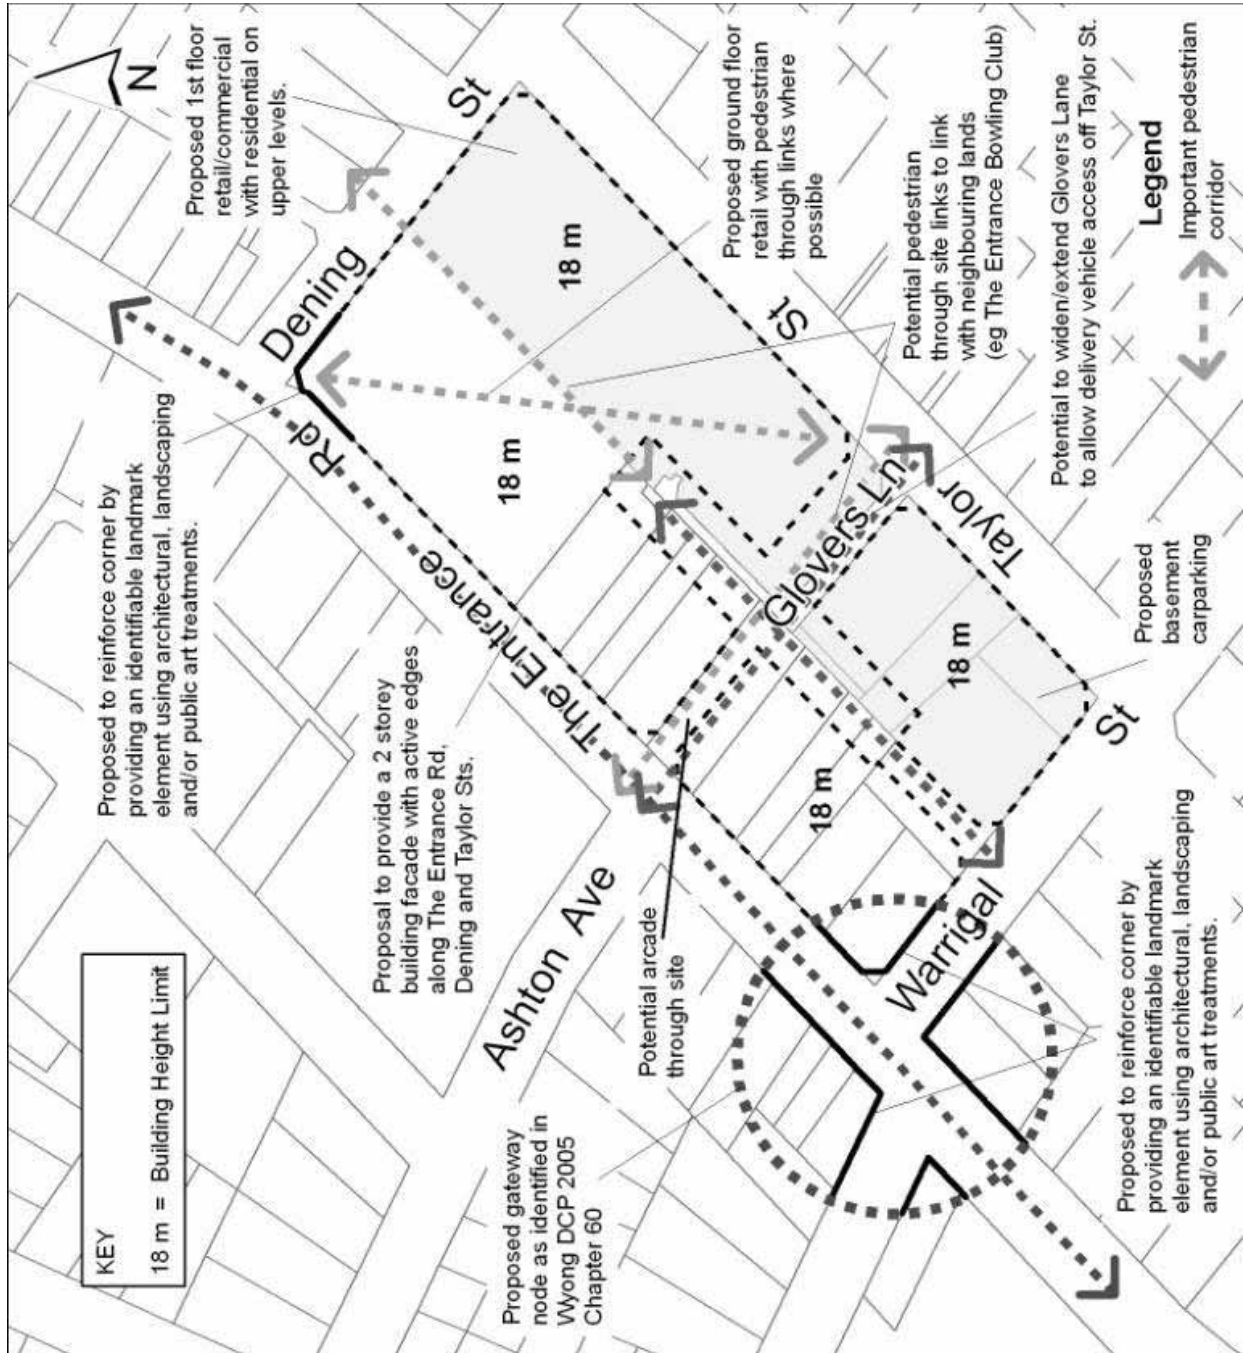 KEY
18 m = Building Height Limit
Proposed to reinforce corner by
providing an identifiable landmark
element using architectural, landscaping
and/or public art treatments.
N
Proposed 1st floor
retail/commercial
with residential on
upper levels.
Proposal to provide a 2 storey
building facade with active edges
along The Entrance Rd,
Dening and Taylor Sts.
Dening St
The Entrance Rd
18 m
18 m
Proposed ground floor
retail with pedestrian
through links where
possible
Ashton Ave
Proposed gateway
node as identified in
Wyong DCP 2005
Chapter 60
Potential arcade
through site
Glovers Ln
Taylor St
18 m
18 m
Potential pedestrian
through site links to link
with neighbouring lands
(eg The Entrance Bowling Club)
Warrigal St
Potential to widen/extend Glovers Lane
to allow delivery vehicle access off Taylor St.
Proposed
basement
carparking
Proposed to reinforce corner by
providing an identifiable landmark
element using architectural, landscaping
and/or public art treatments.
Legend
Important pedestrian
corridor